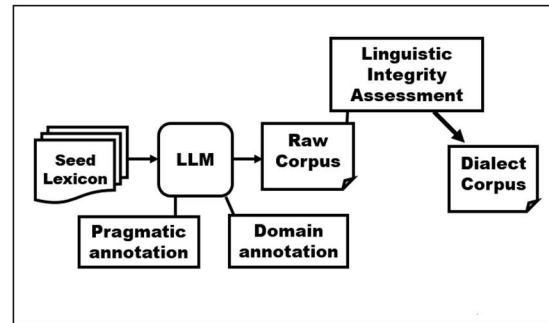 Linguistic
Integrity
Assessment
Seed
Lexicon
LLM
Raw
Corpus
Dialect
Corpus
Pragmatic
annotation
Domain
annotation